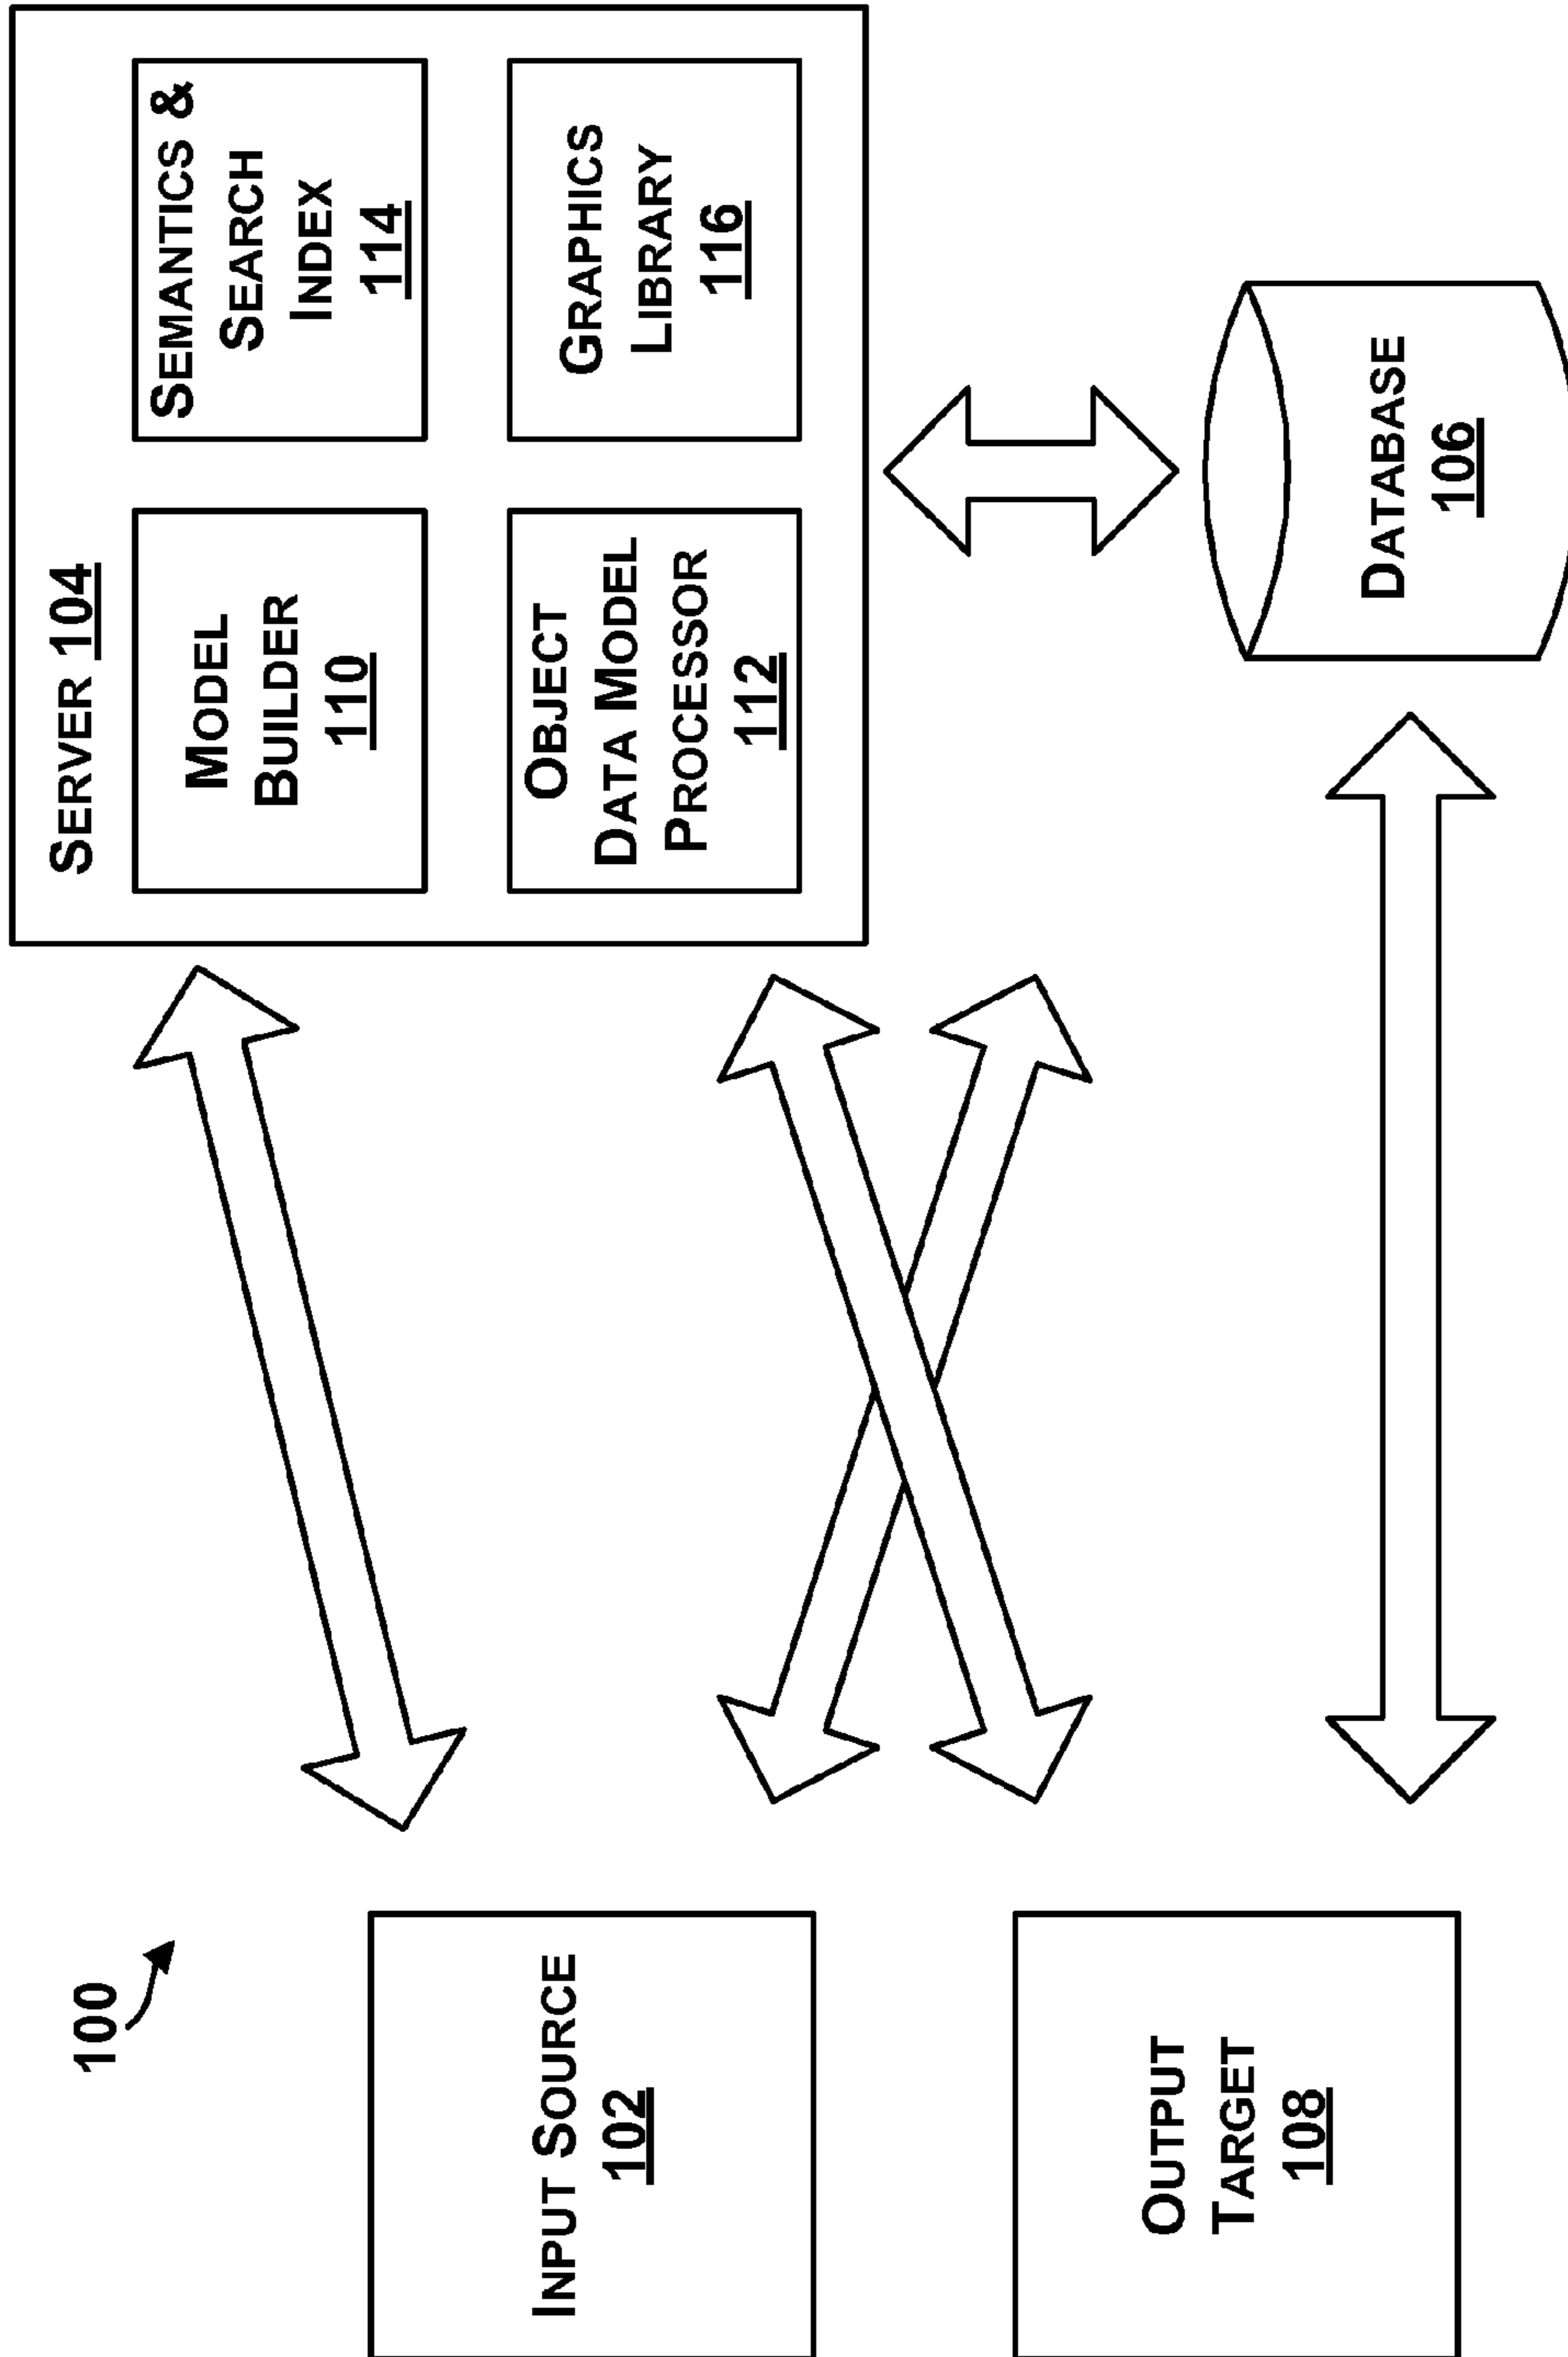 100
SERVER 104
MODEL
BUILDER
110
SEMANTICS &
SEARCH
INDEX
114
INPUT SOURCE
102
OBJECT
DATA MODEL
PROCESSOR
112
GRAPHICS
LIBRARY
116
OUTPUT
TARGET
108
DATABASE
106